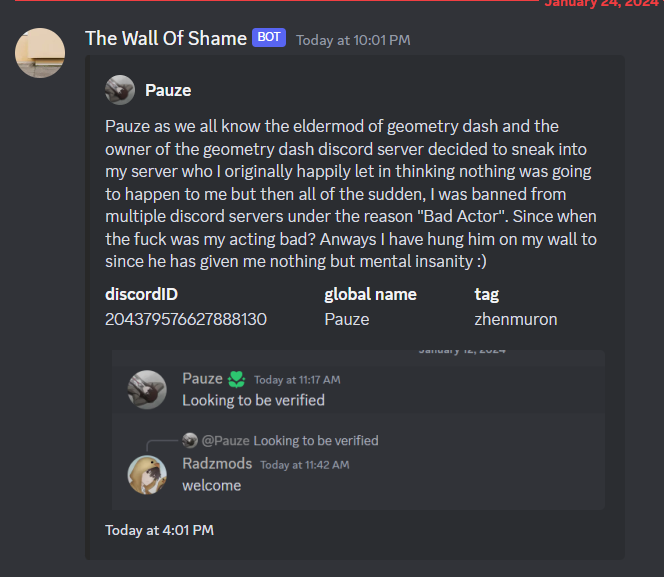 January 24, 2024
The Wall Of Shame BOT Today at 10:01 PM
Pauze
Pauze as we all know the eldermod of geometry dash and the
owner of the geometry dash discord server decided to sneak into
my server who I originally happily let in thinking nothing was going
to happen to me but then all of the sudden, I was banned from
multiple discord servers under the reason "Bad Actor". Since when
the fuck was my acting bad? Anways I have hung him on my wall to
since he has given me nothing but mental insanity :)
discordID global name tag
204379576627888130 Pauze zhenmuron
January 12, 2024
Pauze Today at 11:17 AM
Looking to be verified
@Pauze Looking to be verified
Radzmods Today at 11:42 AM
welcome
Today at 4:01 PM